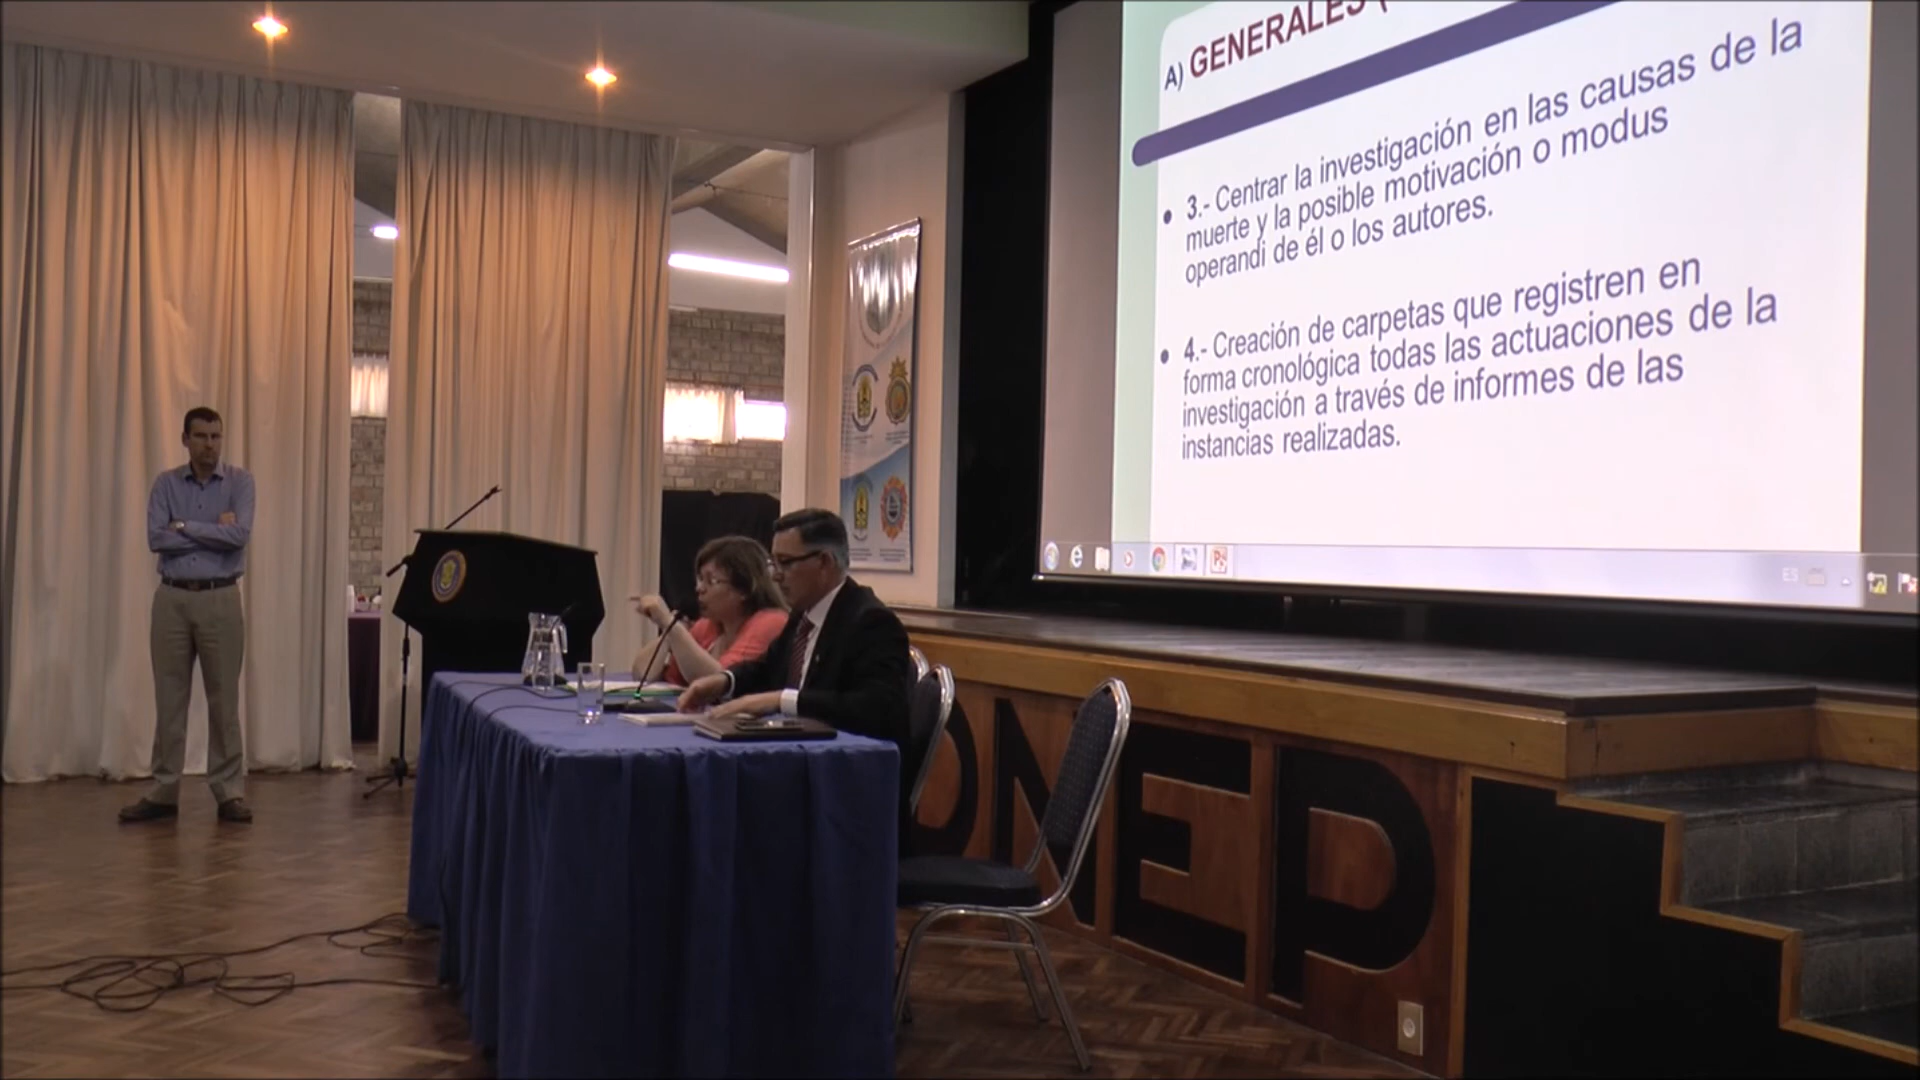 A) GENERALES (
• 3.- Centrar la investigación en las causas de la
muerte y la posible motivación o modus
operandi de él o los autores.
• 4.- Creación de carpetas que registren en
forma cronológica todas las actuaciones de la
investigación a través de informes de las
instancias realizadas.
ES
ONEP